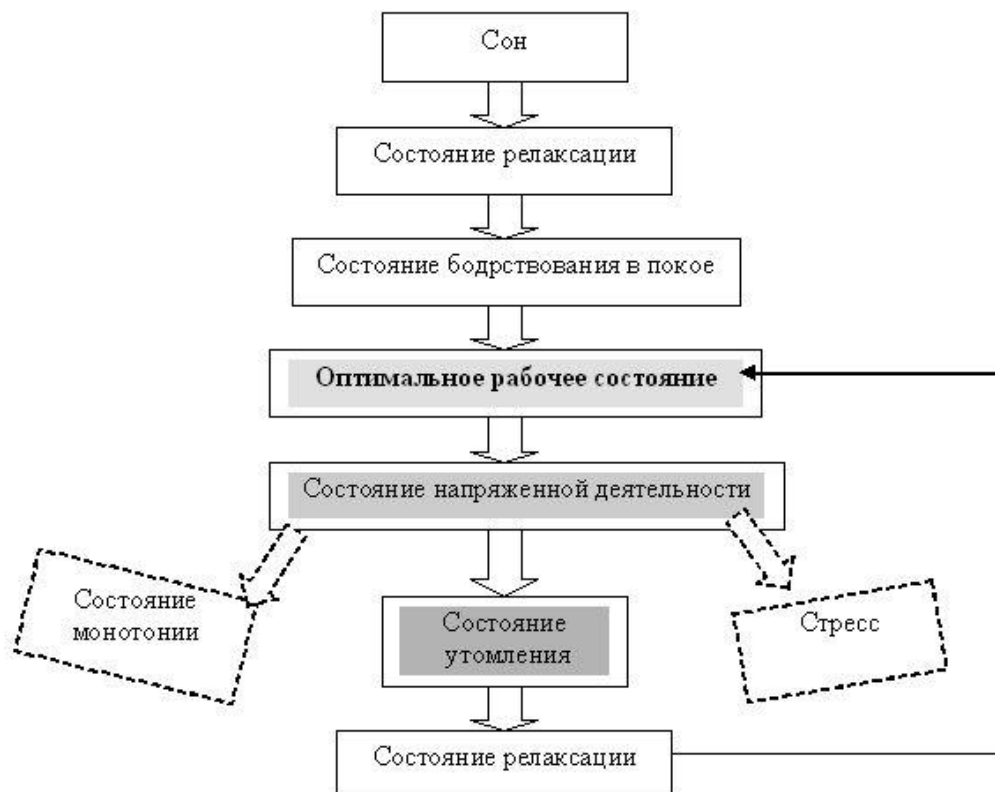 Сон
Состояние релаксации
Состояние бодрствования в покое
Оптимальное рабочее состояние
Состояние напряженной деятельности
Состояние
монотонии
Состояние
утомления
Стресс
Состояние релаксации